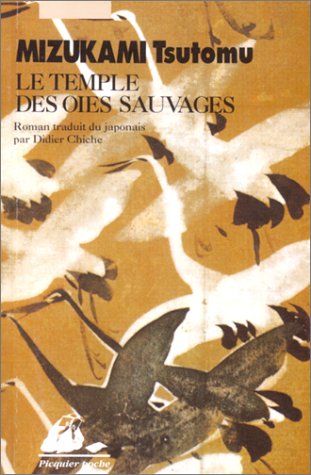 MIZUKAMI Tsutomu
LE TEMPLE
DES OIES SAUVAGES
Roman traduit du japonais
par Didier Chiche
Picquier poche